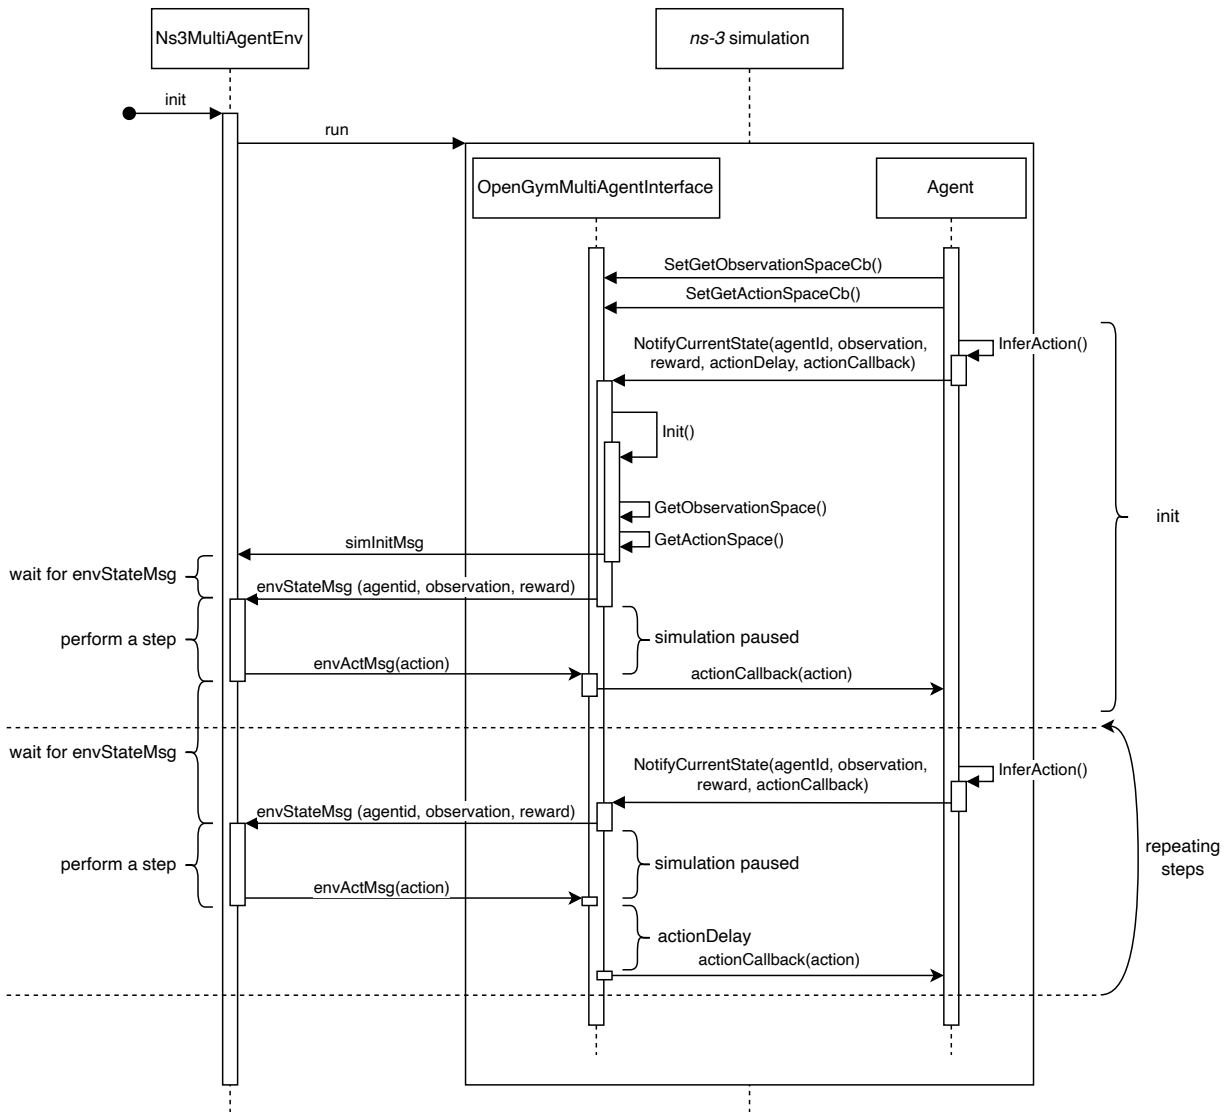 Ns3MultiAgentEnv
ns-3 simulation
init
run
OpenGymMultiAgentInterface
Agent
SetGetObservationSpaceCb()
SetGetActionSpaceCb()
NotifyCurrentState(agentId, observation,
reward, actionDelay, actionCallback)
InferAction()
Init()
GetObservationSpace()
GetActionSpace()
init
simInitMsg
wait for envStateMsg
envStateMsg (agentid, observation, reward)
perform a step
simulation paused
envActMsg(action)
actionCallback(action)
wait for envStateMsg
NotifyCurrentState(agentId, observation,
reward, actionCallback)
InferAction()
envStateMsg (agentid, observation, reward)
perform a step
simulation paused
repeating
steps
envActMsg(action)
actionDelay
actionCallback(action)